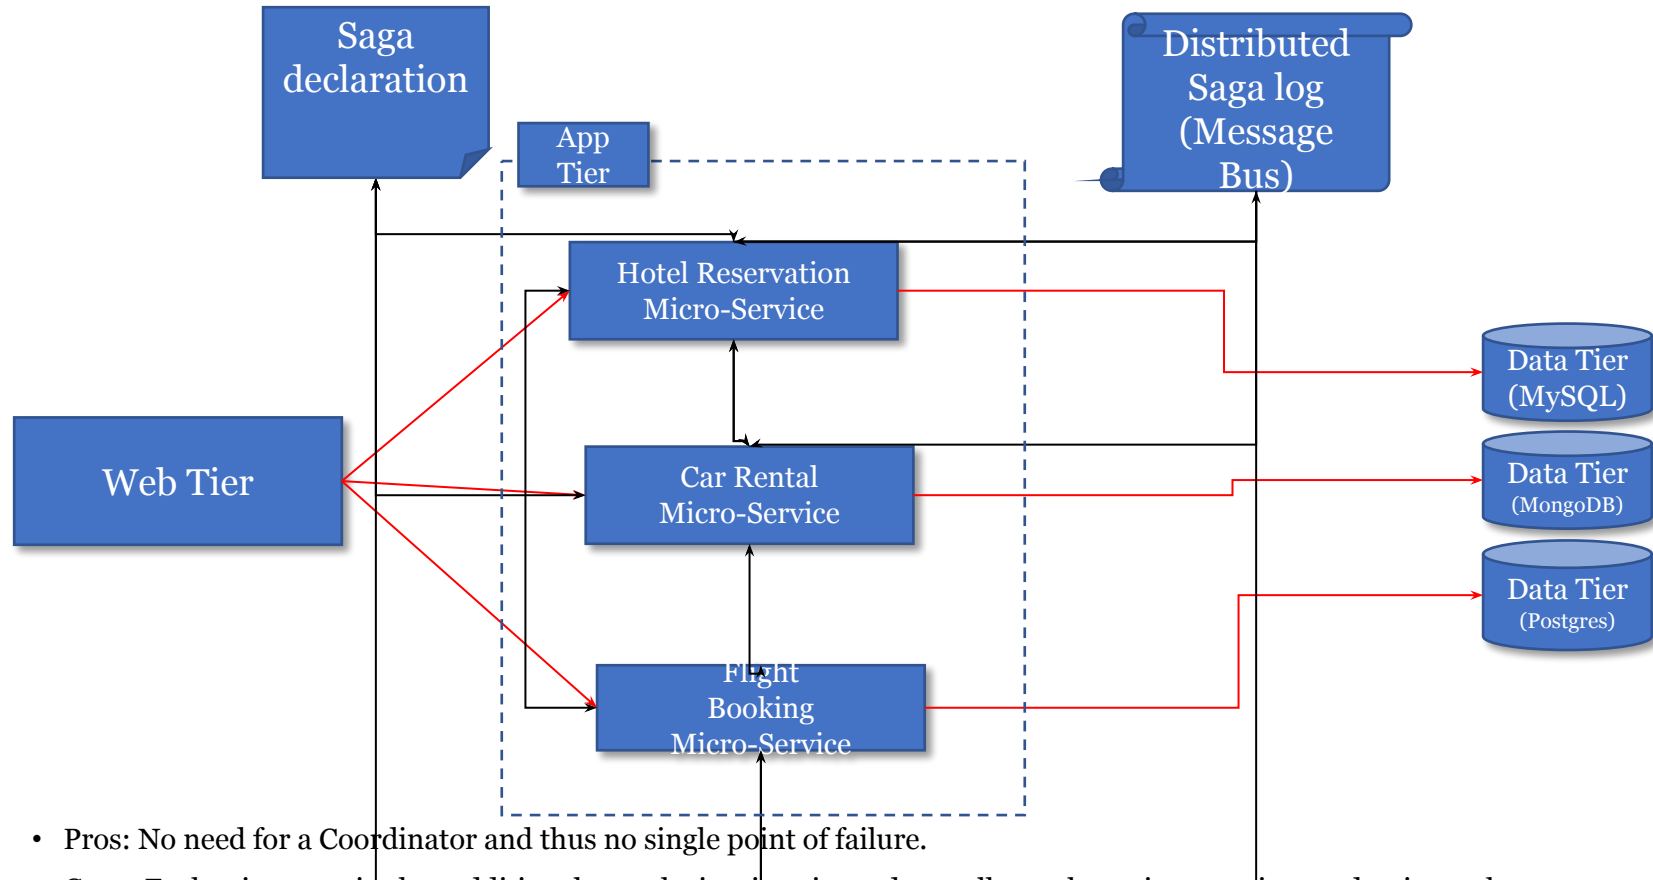 Saga
declaration
Distributed
Saga log
(Message
Bus)
App
Tier
Hotel Reservation
Micro-Service
Data Tier
(MySQL)
Web Tier
Car Rental
Micro-Service
Data Tier
(MongoDB)
Data Tier
(Postgres)
Flight
Booking
Micro-Service
• Pros: No need for a Coordinator and thus no single point of failure.